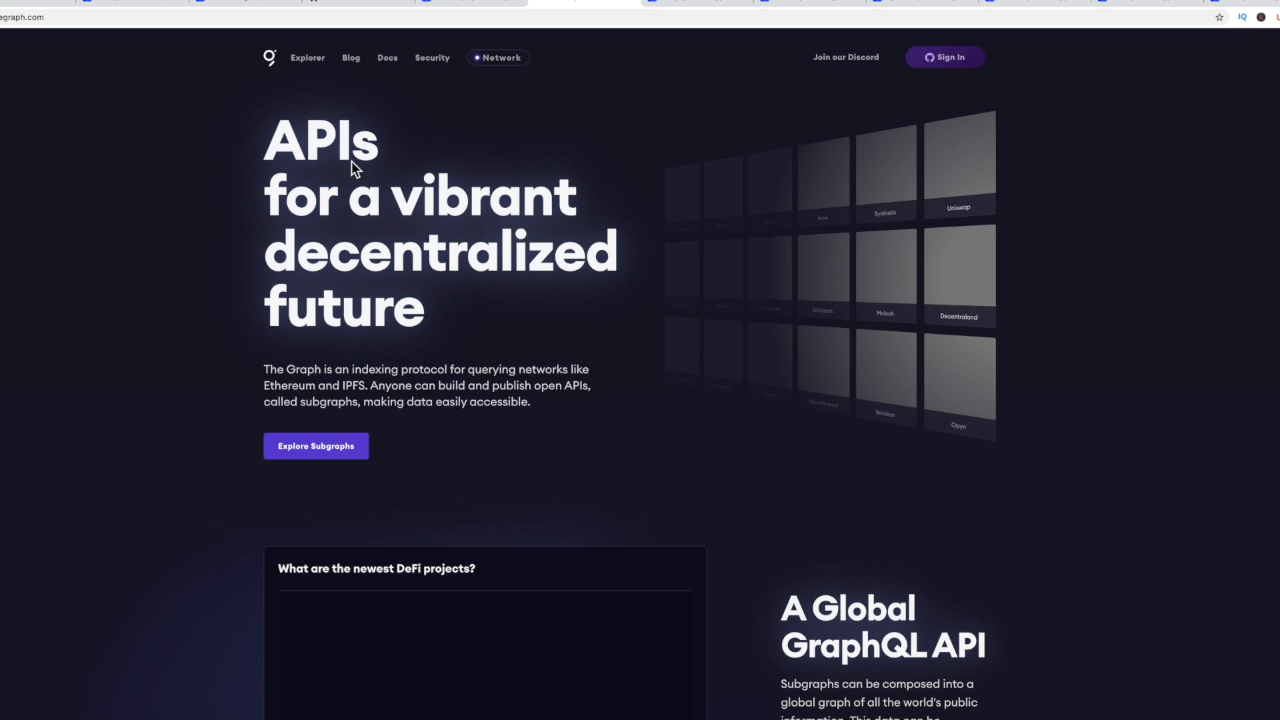 egraph.com
IQ
Explorer
Blog
Docs
Security
Network
Join our Discord
Sign In
APIs
for a vibrant
decentralized
future
The Graph is an indexing protocol for querying networks like
Ethereum and IPFS. Anyone can build and publish open APIs,
called subgraphs, making data easily accessible.
Explore Subgraphs
Synthetix
Uniswap
Moloch
Decentraland
Opyn
What are the newest DeFi projects?
A Global
GraphQL API
Subgraphs can be composed into a
global graph of all the world's public